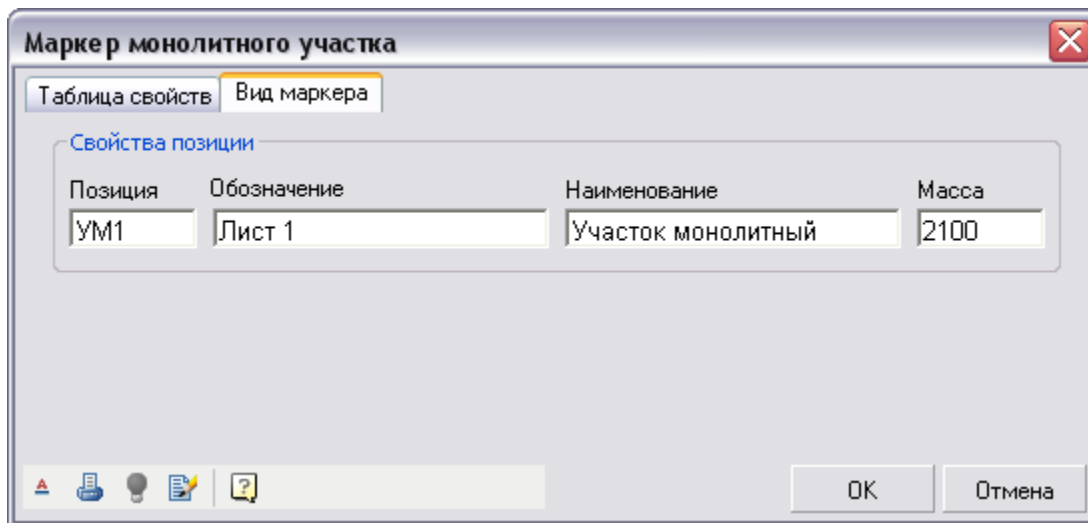 Маркер монолитного участка
Таблица свойств Вид маркера
Свойства позиции
Позиция Обозначение Наименование Масса
УМ1 Лист 1 Участок монолитный 2100
A ? OK Отмена